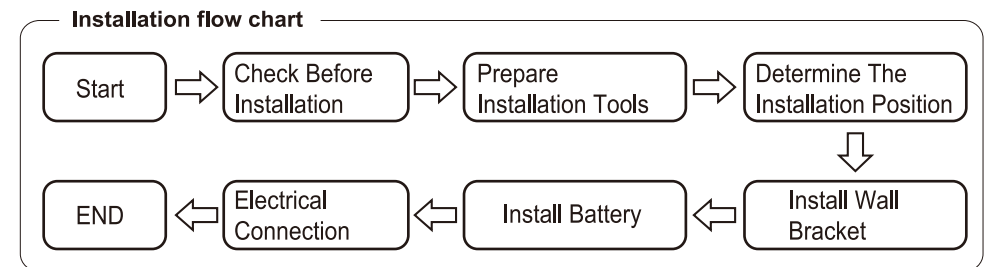 Installation flow chart
Start
Check Before
Installation
Prepare
Installation Tools
Determine The
Installation Position
Install Wall
Bracket
Install Battery
Electrical
Connection
END